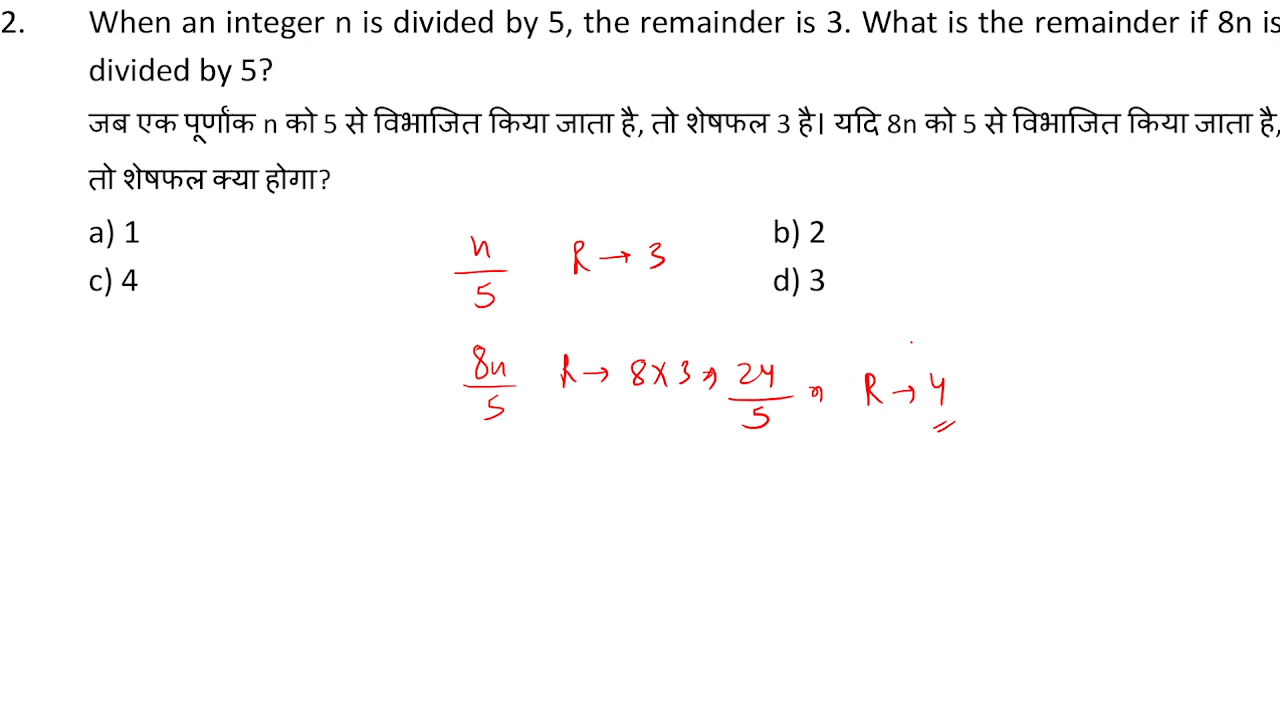 2. When an integer n is divided by 5, the remainder is 3. What is the remainder if 8n is
divided by 5?
जब एक पूर्णांक n को 5 से विभाजित किया जाता है, तो शेषफल 3 है। यदि 8n को 5 से विभाजित किया जाता है,
तो शेषफल क्या होगा?
a) 1 b) 2
c) 4 d) 3
n/5 R → 3
8n/5 R → 8 × 3 ⇒ 24/5 ⇒ R → 4